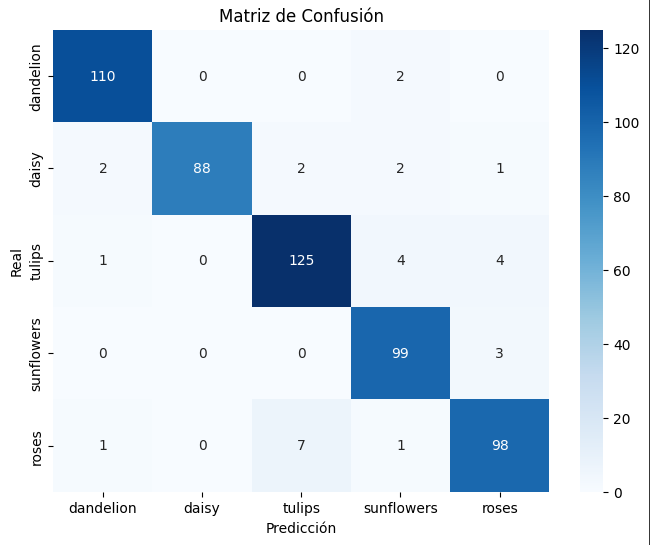 Matriz de Confusión
dandelion 110 0 0 2 0
daisy 2 88 2 2 1
tulips 1 0 125 4 4
sunflowers 0 0 0 99 3
roses 1 0 7 1 98
Real
dandelion daisy tulips sunflowers roses
Predicción
120
100
80
60
40
20
0